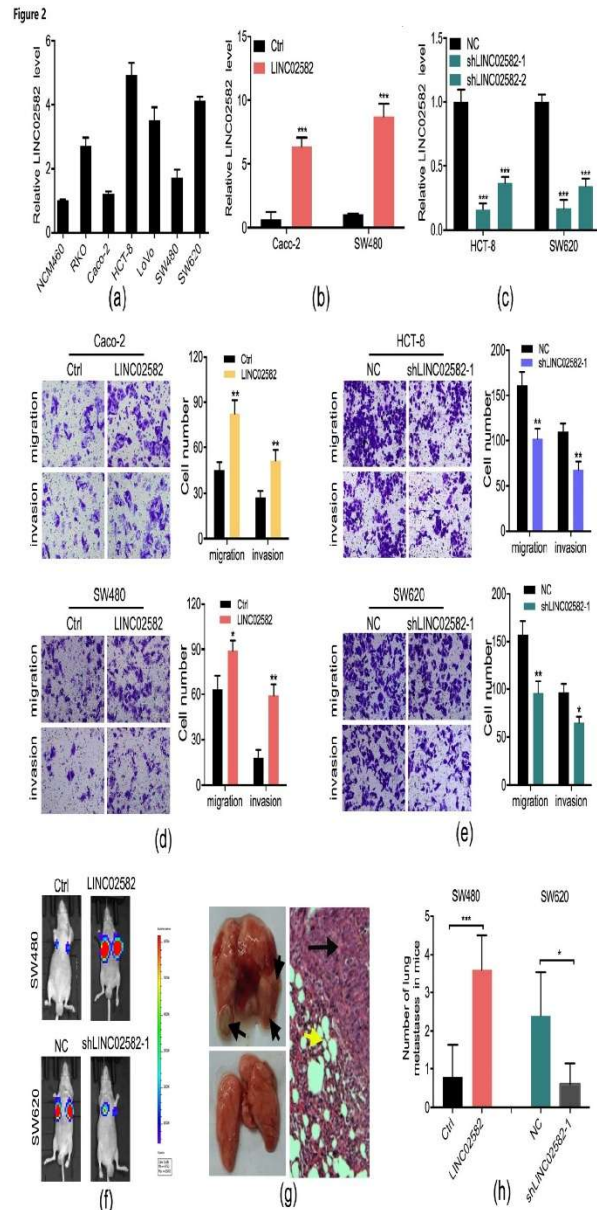 Figure 2
Relative LINC02582 level
6
4
2
0
NCM460
RKO
Caco-2
HCT-8
LoVo
SW480
SW620
(a)
Relative LINC02582 level
15
10
5
0
Ctrl
LINC02582
***
***
Caco-2
SW480
(b)
Relative LINC02582 level
1.5
1.0
0.5
0.0
NC
shLINC02582-1
shLINC02582-2
***
***
***
***
HCT-8
SW620
(c)
Caco-2
Ctrl
LINC02582
migration
invasion
Cell number
120
90
60
30
0
Ctrl
LINC02582
**
**
migration
invasion
SW480
Ctrl
LINC02582
migration
invasion
Cell number
120
90
60
30
0
Ctrl
LINC02582
*
**
migration
invasion
(d)
HCT-8
NC
shLINC02582-1
migration
invasion
Cell number
200
150
100
50
0
NC
shLINC02582-1
**
**
migration
invasion
SW620
NC
shLINC02582-1
migration
invasion
Cell number
200
150
100
50
0
NC
shLINC02582-1
**
*
migration
invasion
(e)
Ctrl
LINC02582
SW480
NC
shLINC02582-1
SW620
(f)
(g)
SW480
SW620
Number of lung
metastases in mice
5
4
3
2
1
0
***
*
Ctrl
LINC02582
NC
shLINC02582-1
(h)